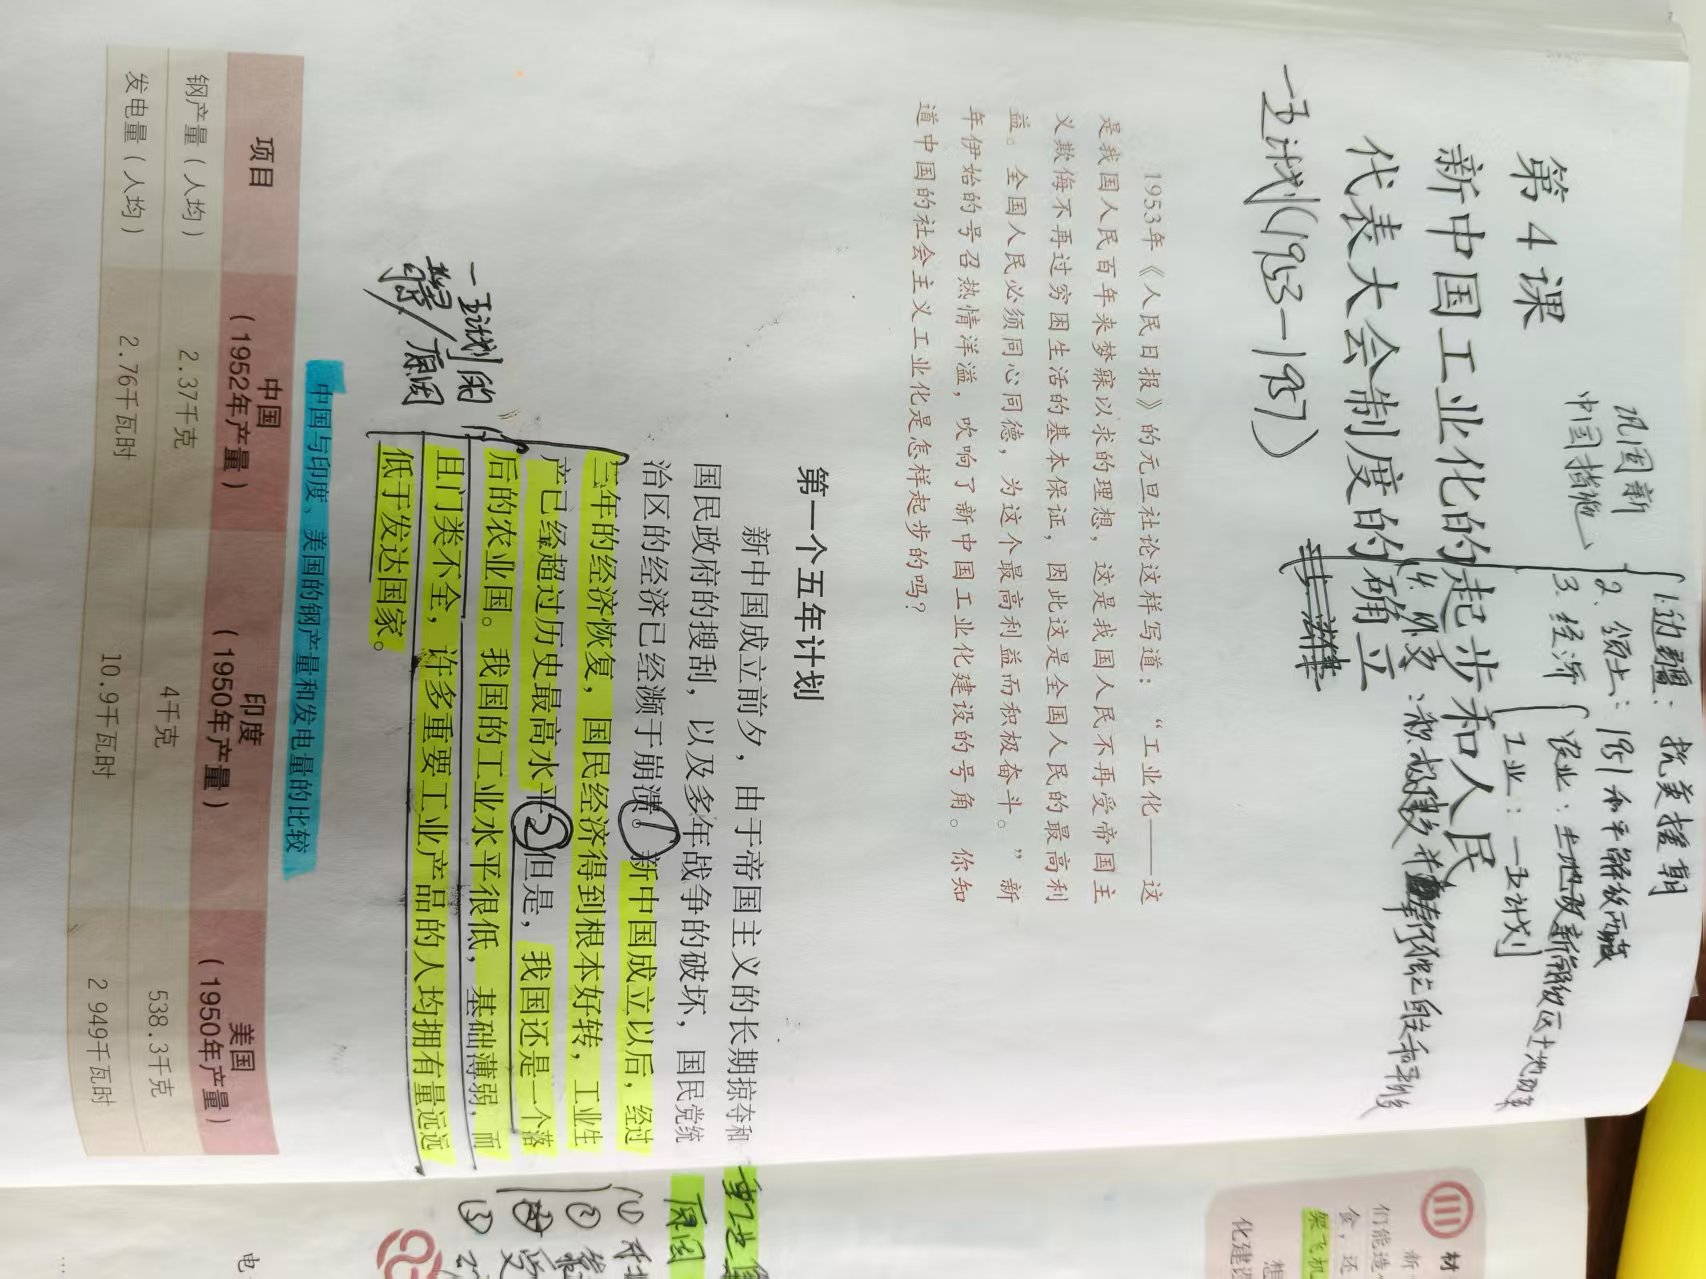 巩固新
中国措施
1.边疆：抗美援朝
2.领土：1951和平解放西藏
3.经济
农业：土地改革
工业：一五计划
第4课
新中国工业化的起步和人民
代表大会制度的确立
一五计划(1953—1957)
1953年《人民日报》的元旦社论这样写道：“工业化——这
是我国人民百年来梦寐以求的理想，这是我国人民不再受帝国主
义欺侮不再过穷困生活的基本保证，因此这是全国人民的最高利
益。全国人民必须同心同德，为这个最高利益而积极奋斗。”新
年伊始的号召热情洋溢，吹响了新中国工业化建设的号角。你知
道中国的社会主义工业化是怎样起步的吗？
第一个五年计划
新中国成立前夕，由于帝国主义的长期掠夺和
国民政府的搜刮，以及多年战争的破坏，国民党统
治区的经济已经濒于崩溃。①新中国成立以后，经过
三年的经济恢复，国民经济得到根本好转，工业生
产已经超过历史最高水平②但是，我国还是一个落
后的农业国。我国的工业水平很低，基础薄弱，而
且门类不全，许多重要工业产品的人均拥有量远远
低于发达国家。
一五计划的
背景/原因
中国与印度、美国的钢产量和发电量的比较
项目 中国（1952年产量） 印度（1950年产量） 美国（1950年产量）
钢产量（人均） 2.37千克 4千克 538.3千克
发电量（人均） 2.76千瓦时 10.9千瓦时 2 949千瓦时
材
新
们能造
食，还
架飞机
想
化建设
原因
①
②
③
电